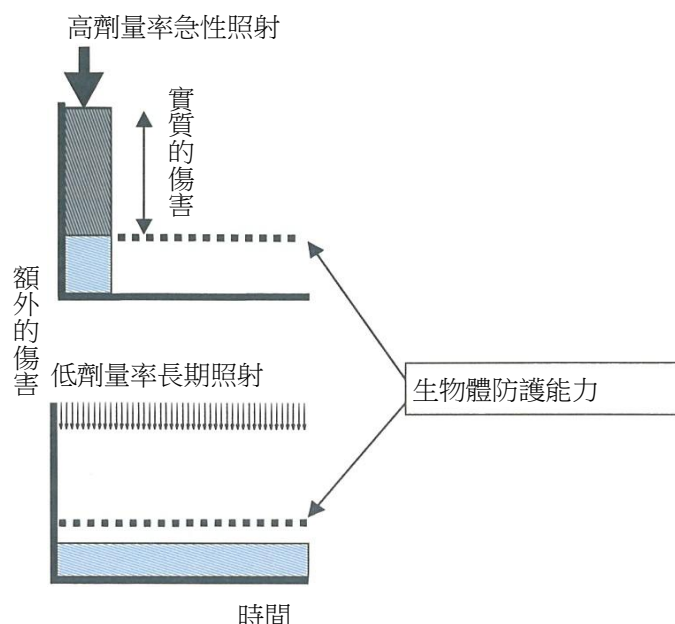 高劑量率急性照射
實質的傷害
額外的傷害
低劑量率長期照射
生物體防護能力
時間